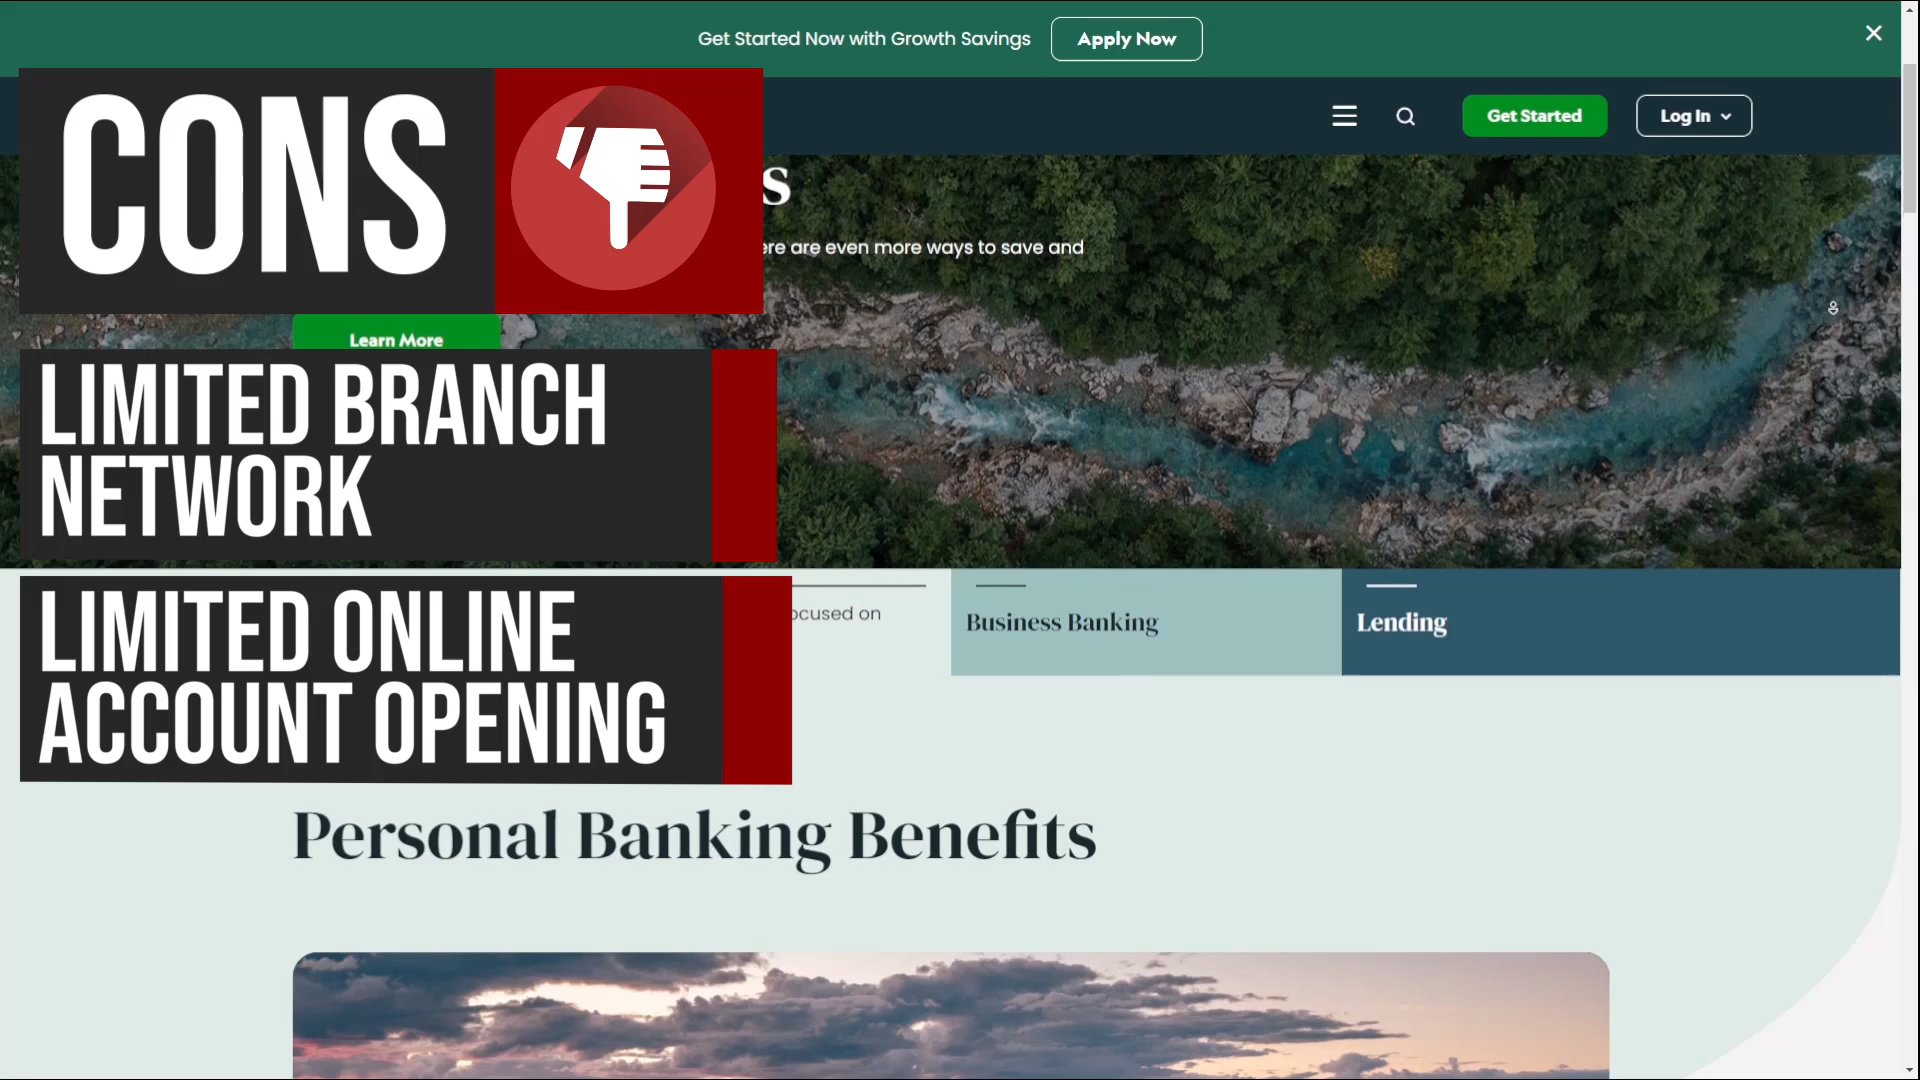 Get Started Now with Growth Savings
Apply Now
CONS
Get Started
Log In
s
ere are even more ways to save and
Learn More
LIMITED BRANCH
NETWORK
LIMITED ONLINE
ACCOUNT OPENING
ocused on
Business Banking
Lending
Personal Banking Benefits